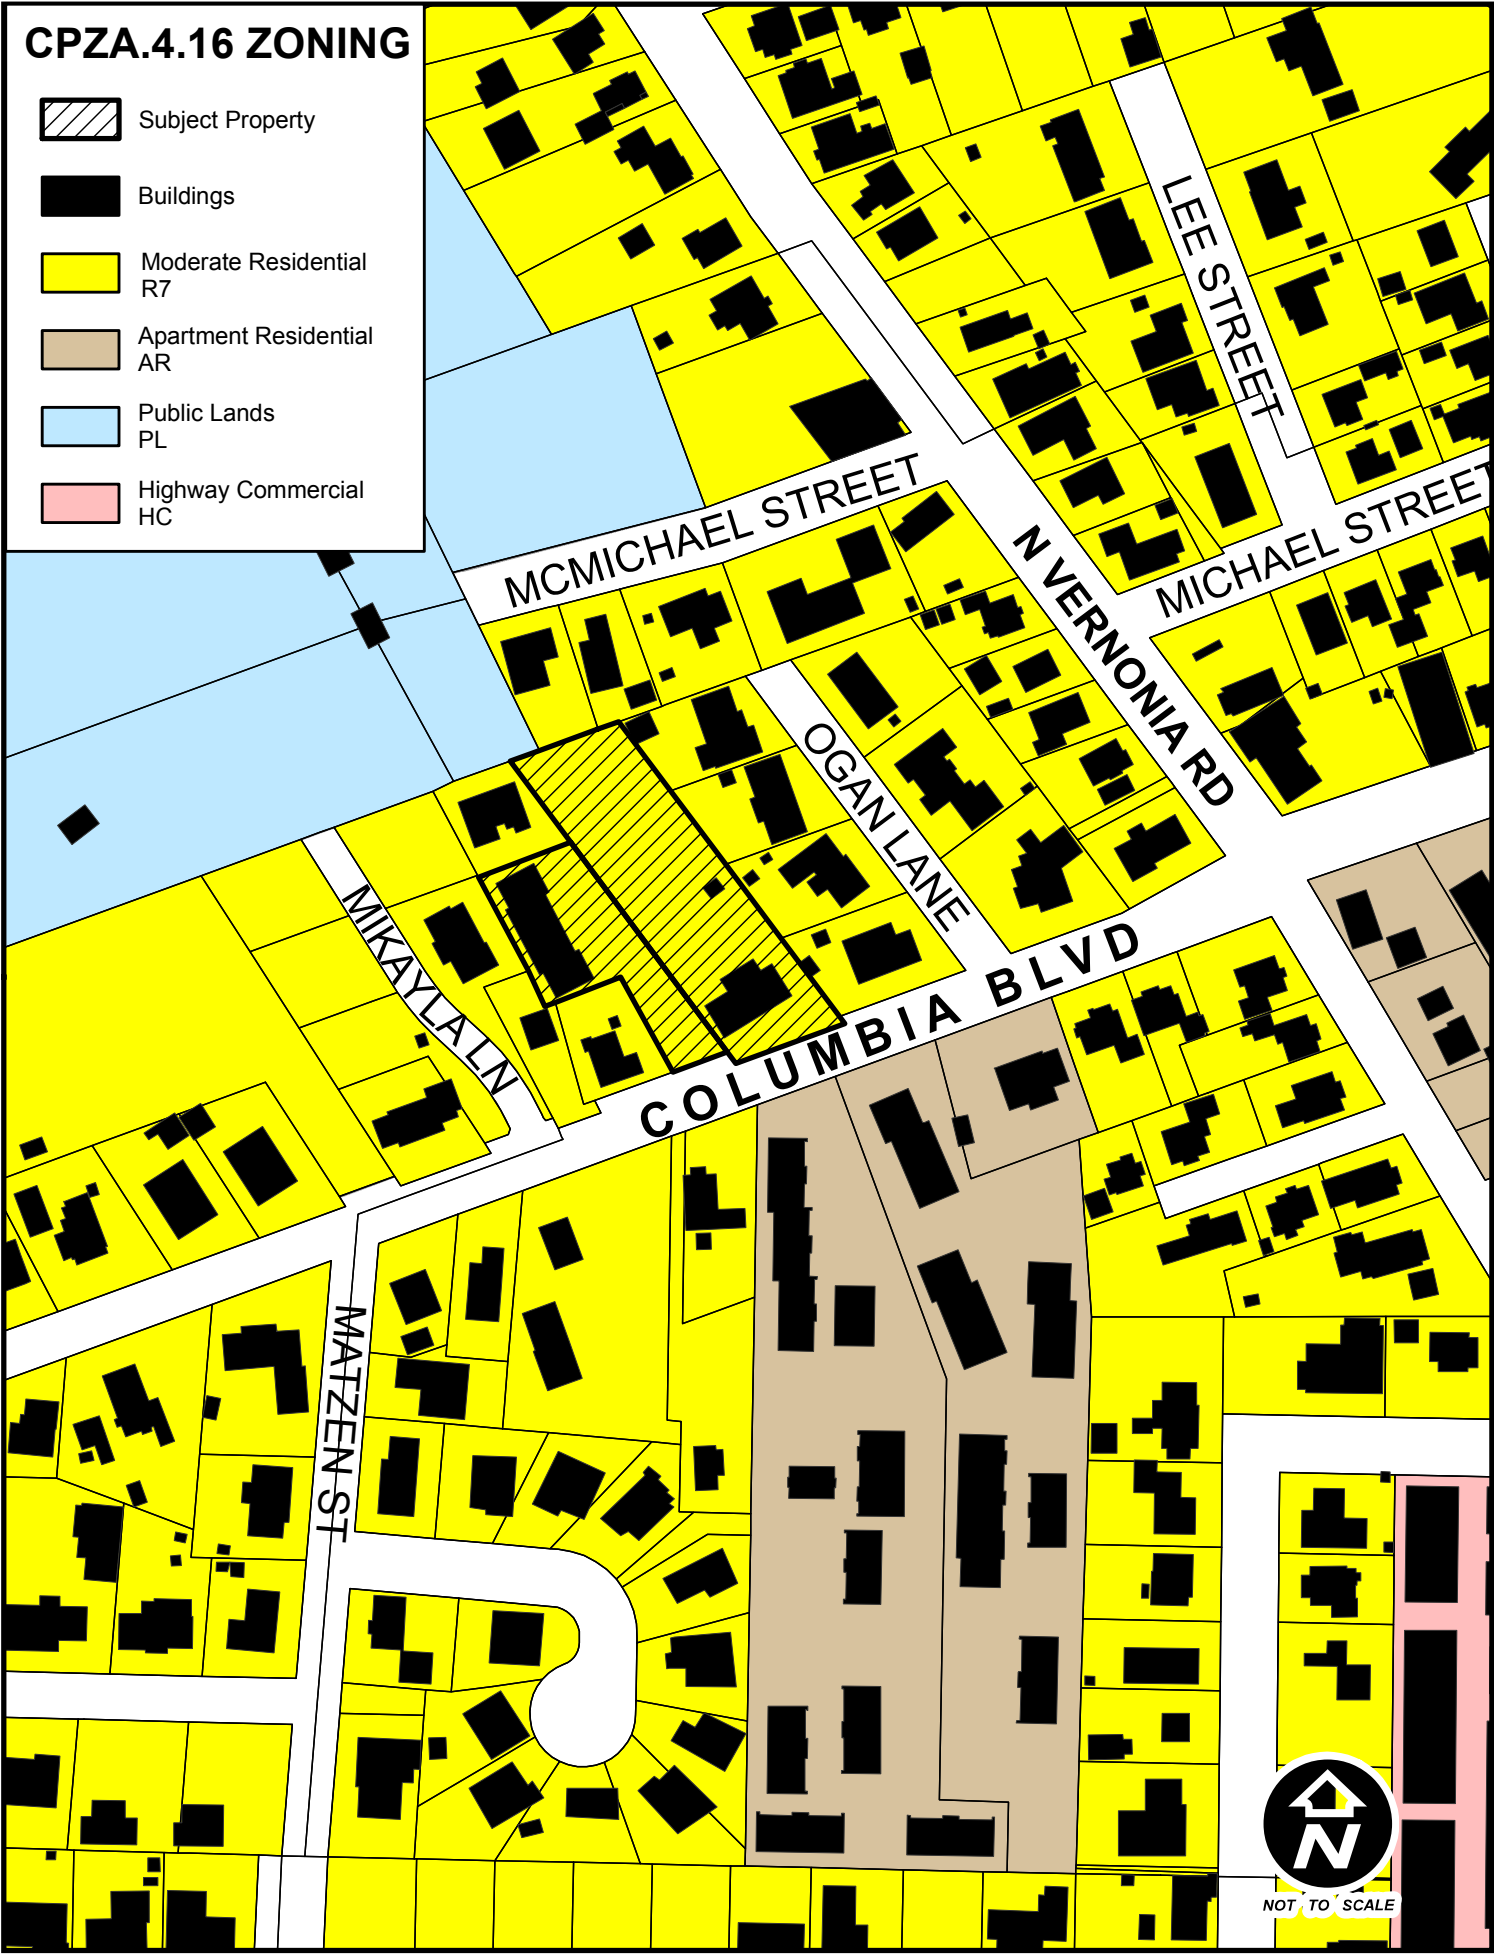 CPZA.4.16 ZONING
Subject Property
Buildings
Moderate Residential
R7
Apartment Residential
AR
Public Lands
PL
Highway Commercial
HC
LEE STREET
MCMICHAEL STREET
N VERNONIA RD
MICHAEL STREET
OGAN LANE
MIKAYLA LN
COLUMBIA BLVD
MATZEN ST
N
NOT TO SCALE